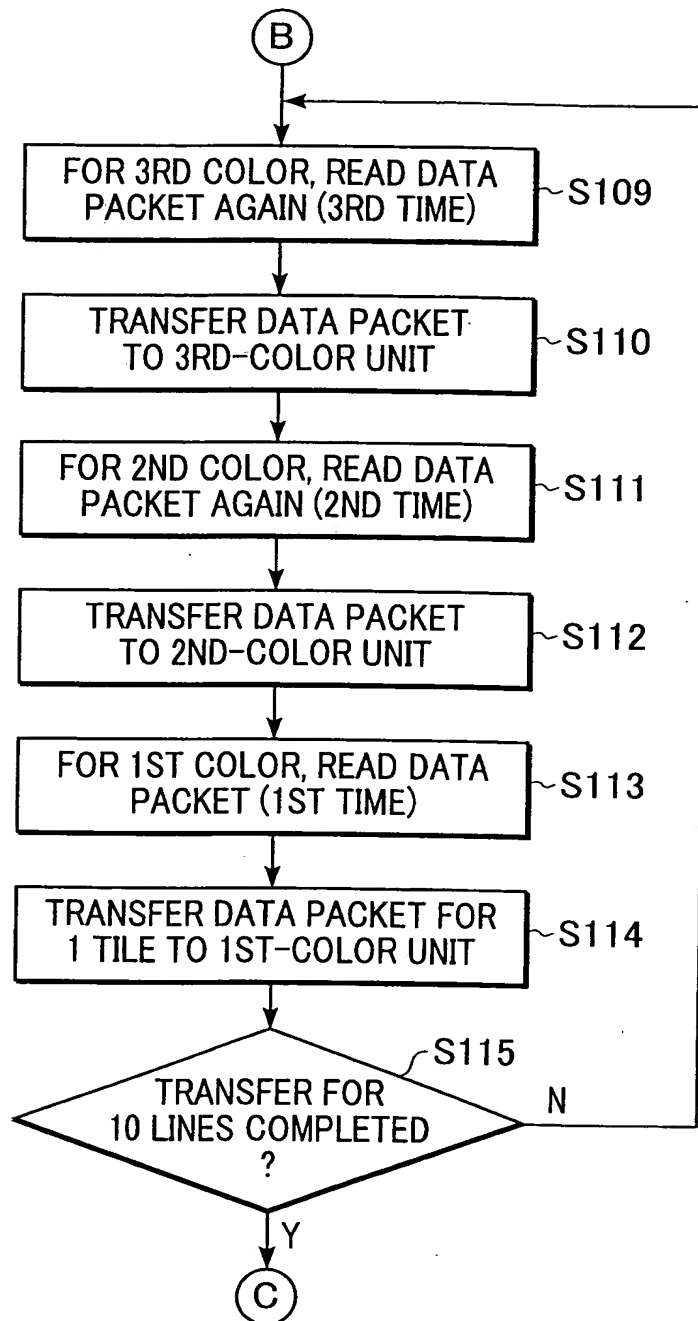 B
FOR 3RD COLOR, READ DATA
PACKET AGAIN (3RD TIME)
S109
TRANSFER DATA PACKET
TO 3RD-COLOR UNIT
S110
FOR 2ND COLOR, READ DATA
PACKET AGAIN (2ND TIME)
S111
TRANSFER DATA PACKET
TO 2ND-COLOR UNIT
S112
FOR 1ST COLOR, READ DATA
PACKET (1ST TIME)
S113
TRANSFER DATA PACKET FOR
1 TILE TO 1ST-COLOR UNIT
S114
S115
TRANSFER FOR
10 LINES COMPLETED
?
N
Y
C